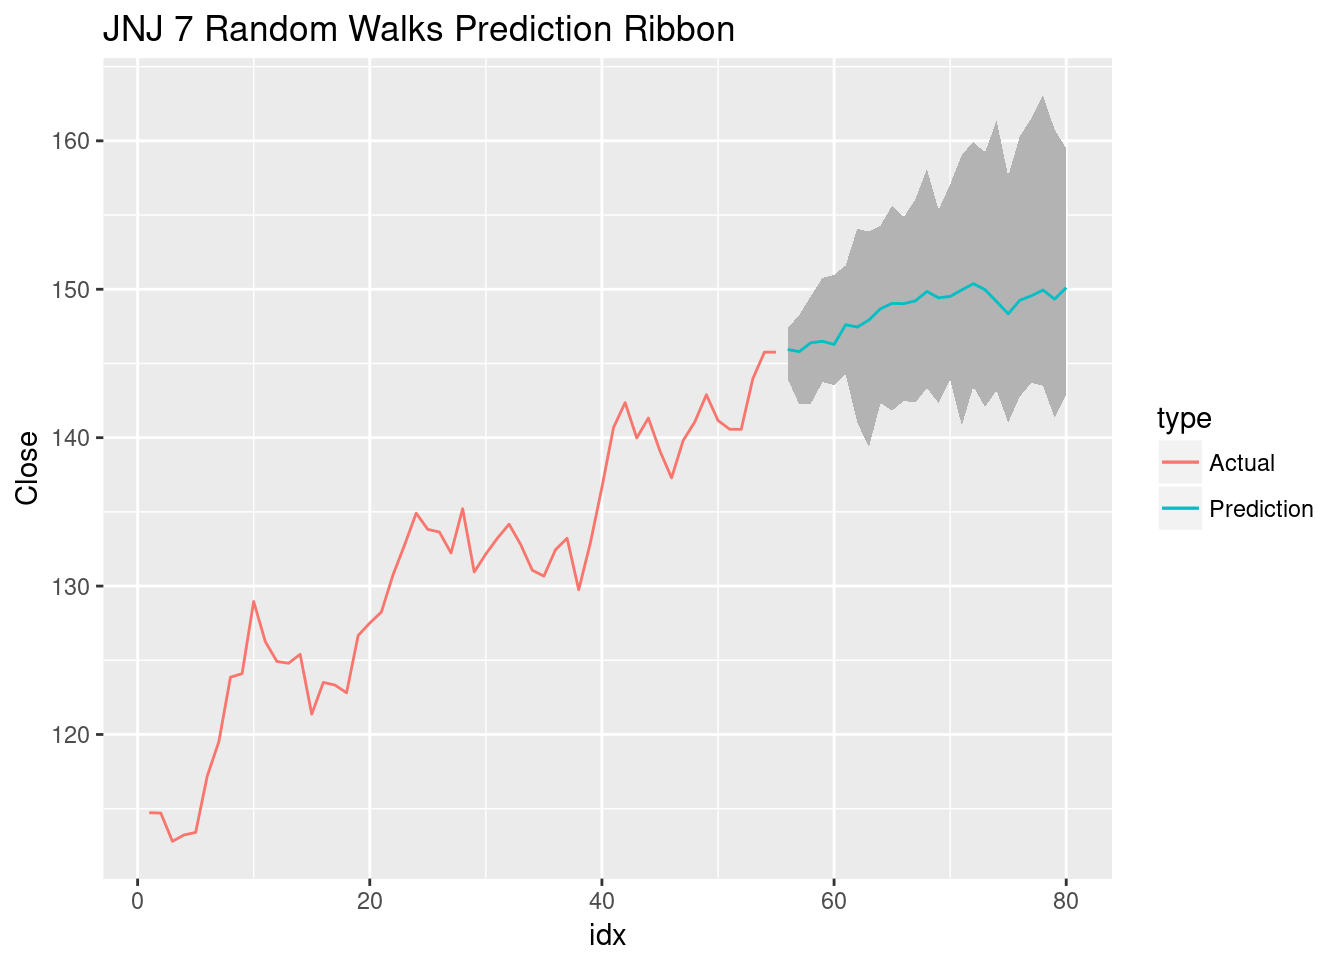 JNJ 7 Random Walks Prediction Ribbon
160
150
140
130
120
Close
0 20 40 60 80
idx
type
Actual
Prediction